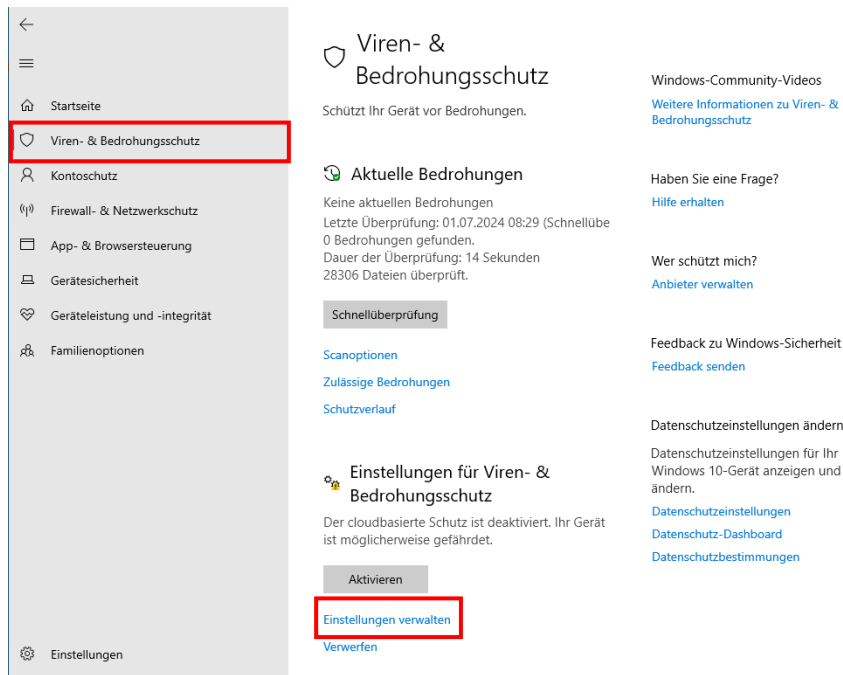 Startseite
Viren- & Bedrohungsschutz
Kontoschutz
Firewall- & Netzwerkschutz
App- & Browsersteuerung
Gerätesicherheit
Geräteleistung und -integrität
Familienoptionen
Einstellungen
Viren- &
Bedrohungsschutz
Schützt Ihr Gerät vor Bedrohungen.
Aktuelle Bedrohungen
Keine aktuellen Bedrohungen
Letzte Überprüfung: 01.07.2024 08:29 (Schnellübe
0 Bedrohungen gefunden.
Dauer der Überprüfung: 14 Sekunden
28306 Dateien überprüft.
Schnellüberprüfung
Scanoptionen
Zulässige Bedrohungen
Schutzverlauf
Einstellungen für Viren- &
Bedrohungsschutz
Der cloudbasierte Schutz ist deaktiviert. Ihr Gerät
ist möglicherweise gefährdet.
Aktivieren
Einstellungen verwalten
Verwerfen
Windows-Community-Videos
Weitere Informationen zu Viren- &
Bedrohungsschutz
Haben Sie eine Frage?
Hilfe erhalten
Wer schützt mich?
Anbieter verwalten
Feedback zu Windows-Sicherheit
Feedback senden
Datenschutzeinstellungen ändern
Datenschutzeinstellungen für Ihr
Windows 10-Gerät anzeigen und
ändern.
Datenschutzeinstellungen
Datenschutz-Dashboard
Datenschutzbestimmungen